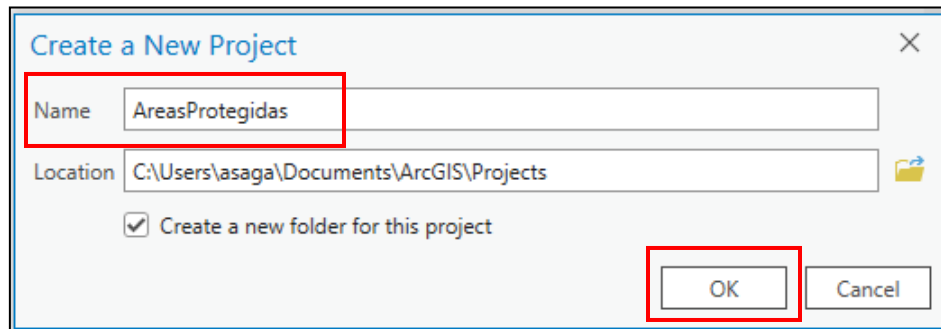 Create a New Project
Name AreasProtegidas
Location C:\Users\asaga\Documents\ArcGIS\Projects
Create a new folder for this project
OK Cancel